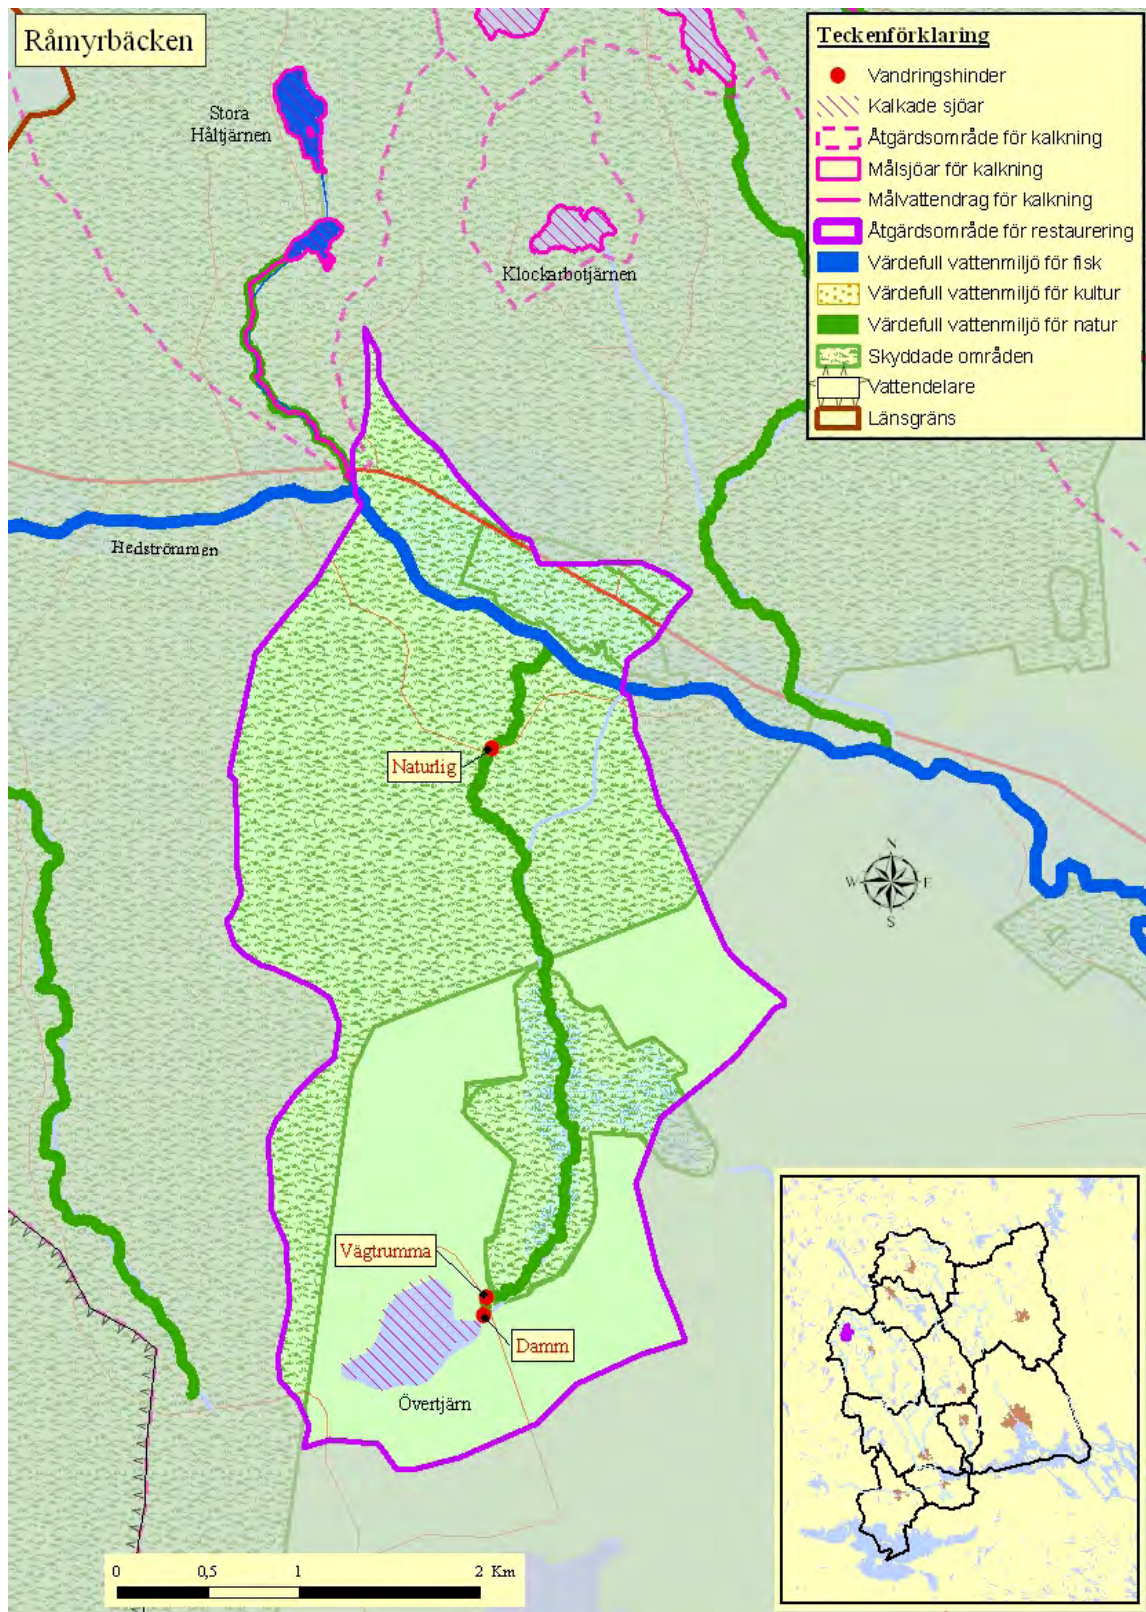 Råmyrbäcken
Teckenförklaring
Vandringshinder
Kalkade sjöar
Åtgärdsområde för kalkning
Målsjöar för kalkning
Målvattendrag för kalkning
Åtgärdsområde för restaurering
Värdefull vattenmiljö för fisk
Värdefull vattenmiljö för kultur
Värdefull vattenmiljö för natur
Skyddade områden
Vattendelare
Länsgräns
Stora
Håltjärnen
Klockarbotjärnen
Hedströmmen
Naturlig
N
W E
S
Vägtrumma
Damm
Övertjärn
0 0,5 1 2 Km